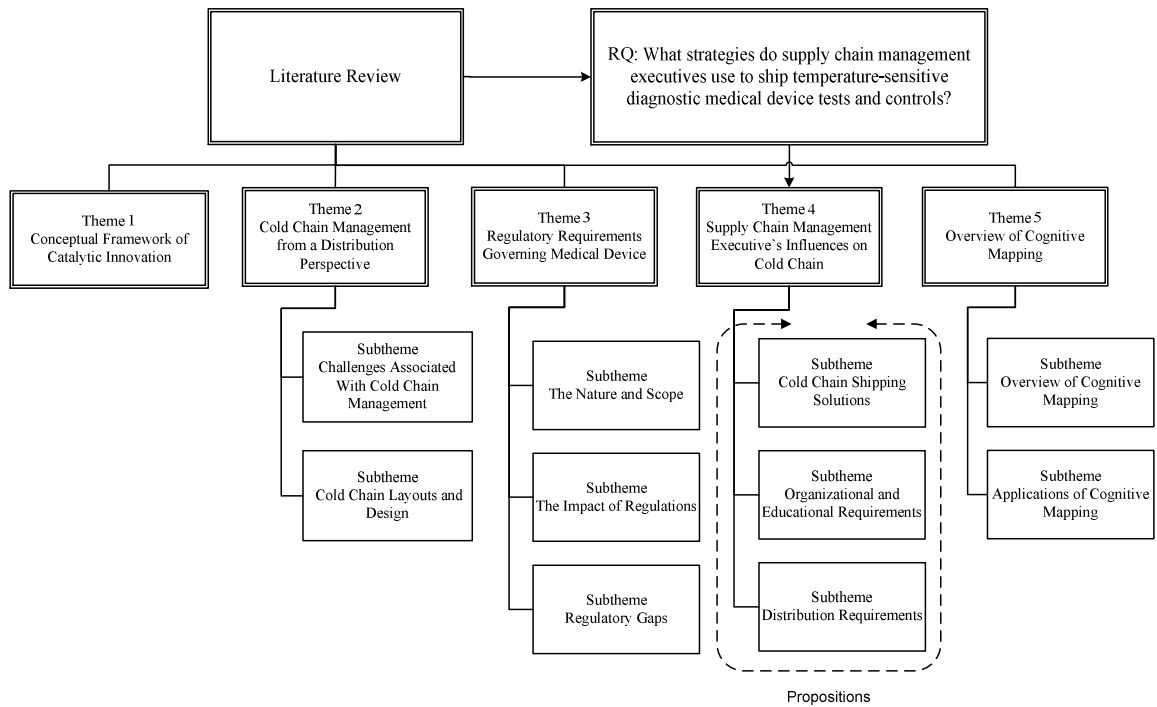 Literature Review
RQ: What strategies do supply chain management
executives use to ship temperature-sensitive
diagnostic medical device tests and controls?
Theme 1
Conceptual Framework of
Catalytic Innovation
Theme 2
Cold Chain Management
from a Distribution
Perspective
Theme 3
Regulatory Requirements
Governing Medical Device
Theme 4
Supply Chain Management
Executive's Influences on
Cold Chain
Theme 5
Overview of Cognitive
Mapping
Subtheme
Challenges Associated
With Cold Chain
Management
Subtheme
Cold Chain Layouts and
Design
Subtheme
The Nature and Scope
Subtheme
The Impact of Regulations
Subtheme
Regulatory Gaps
Subtheme
Cold Chain Shipping
Solutions
Subtheme
Organizational and
Educational Requirements
Subtheme
Distribution Requirements
Subtheme
Overview of Cognitive
Mapping
Subtheme
Applications of Cognitive
Mapping
Propositions